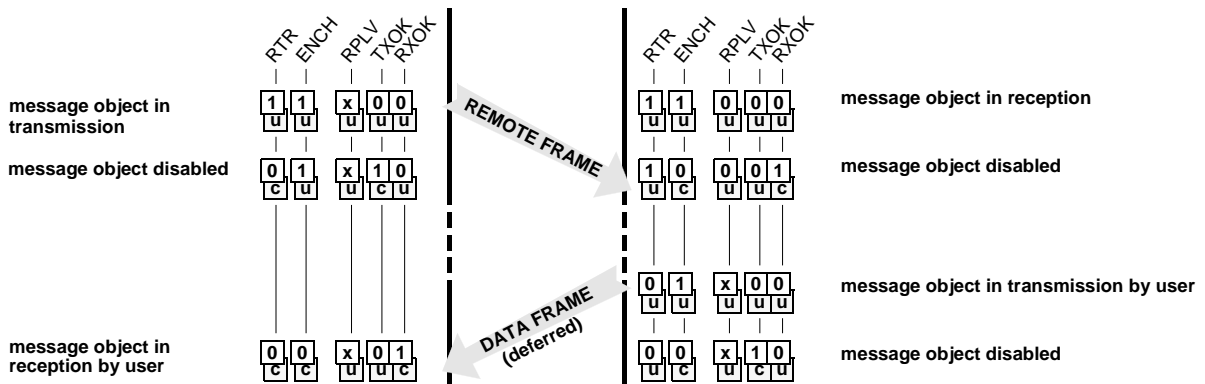 RTR ENCH RPLV TXOK RXOK
RTR ENCH RPLV TXOK RXOK
message object in
transmission
1 1 x 0 0
u u u u u
REMOTE FRAME
1 1 0 0 0
u u u u u
message object in reception
message object disabled
0 1 x 1 0
c u u c u
1 0 0 0 1
u c u u c
message object disabled
0 1 x 0 0
u u u u u
message object in transmission by user
DATA FRAME
(deferred)
message object in
reception by user
0 0 x 0 1
c c u u c
0 0 x 1 0
u c u c u
message object disabled